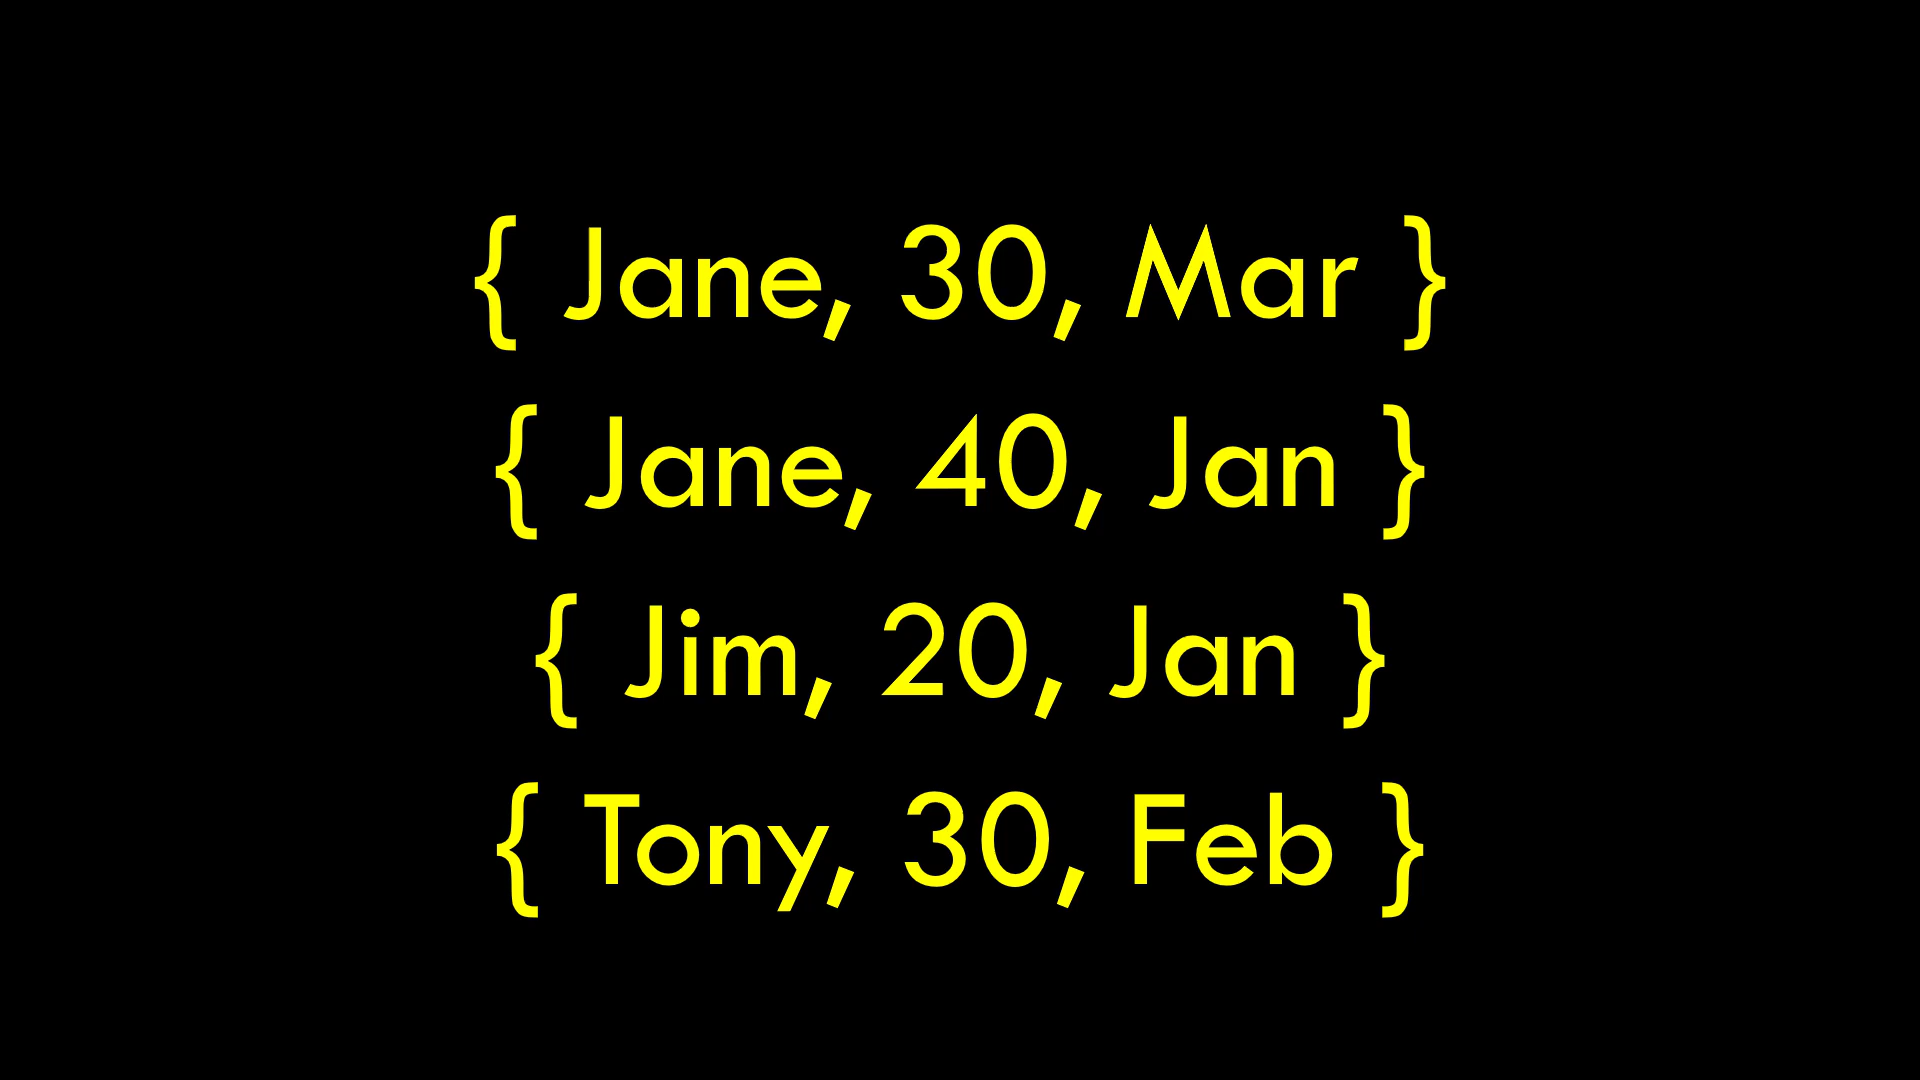 { Jane, 30, Mar }
{ Jane, 40, Jan }
{ Jim, 20, Jan }
{ Tony, 30, Feb }